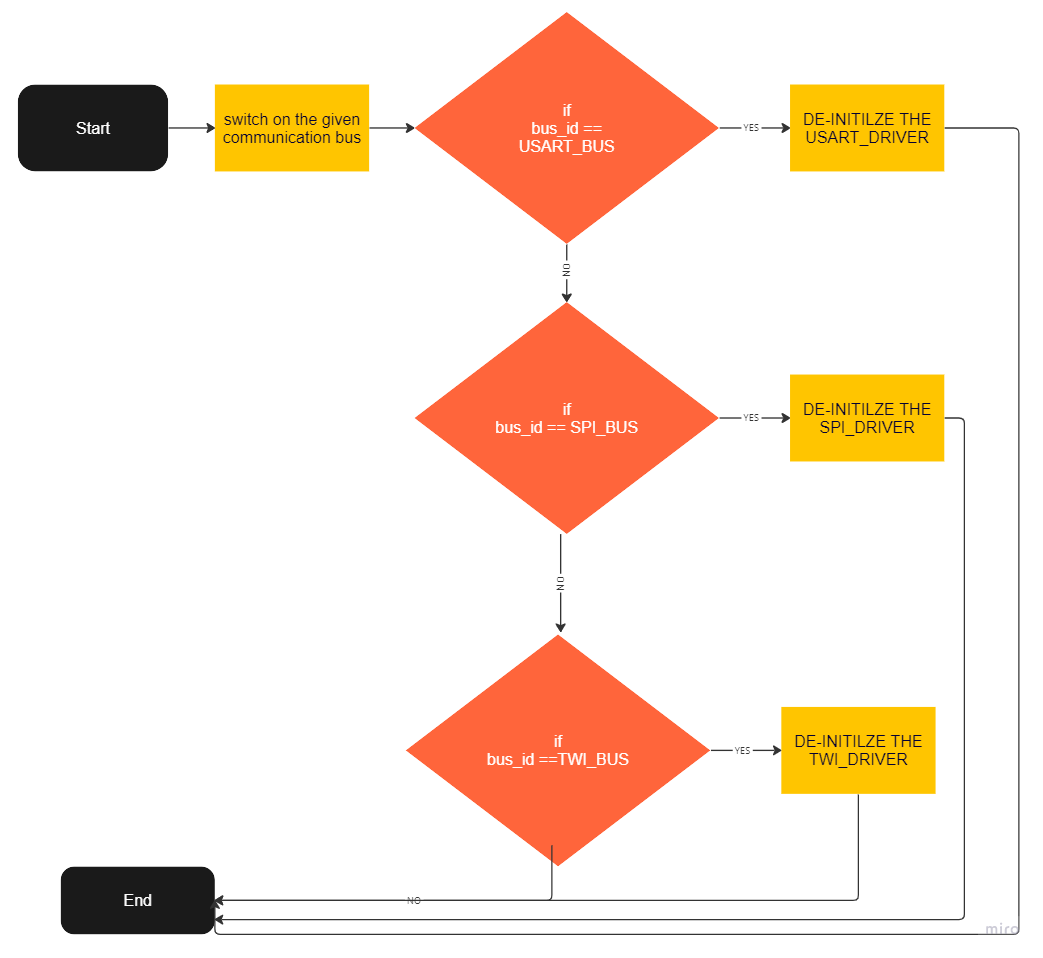 Start
switch on the given
communication bus
if
bus_id ==
USART_BUS
YES
DE-INITILZE THE
USART_DRIVER
NO
if
bus_id == SPI_BUS
YES
DE-INITILZE THE
SPI_DRIVER
NO
if
bus_id ==TWI_BUS
YES
DE-INITILZE THE
TWI_DRIVER
End
NO
miro